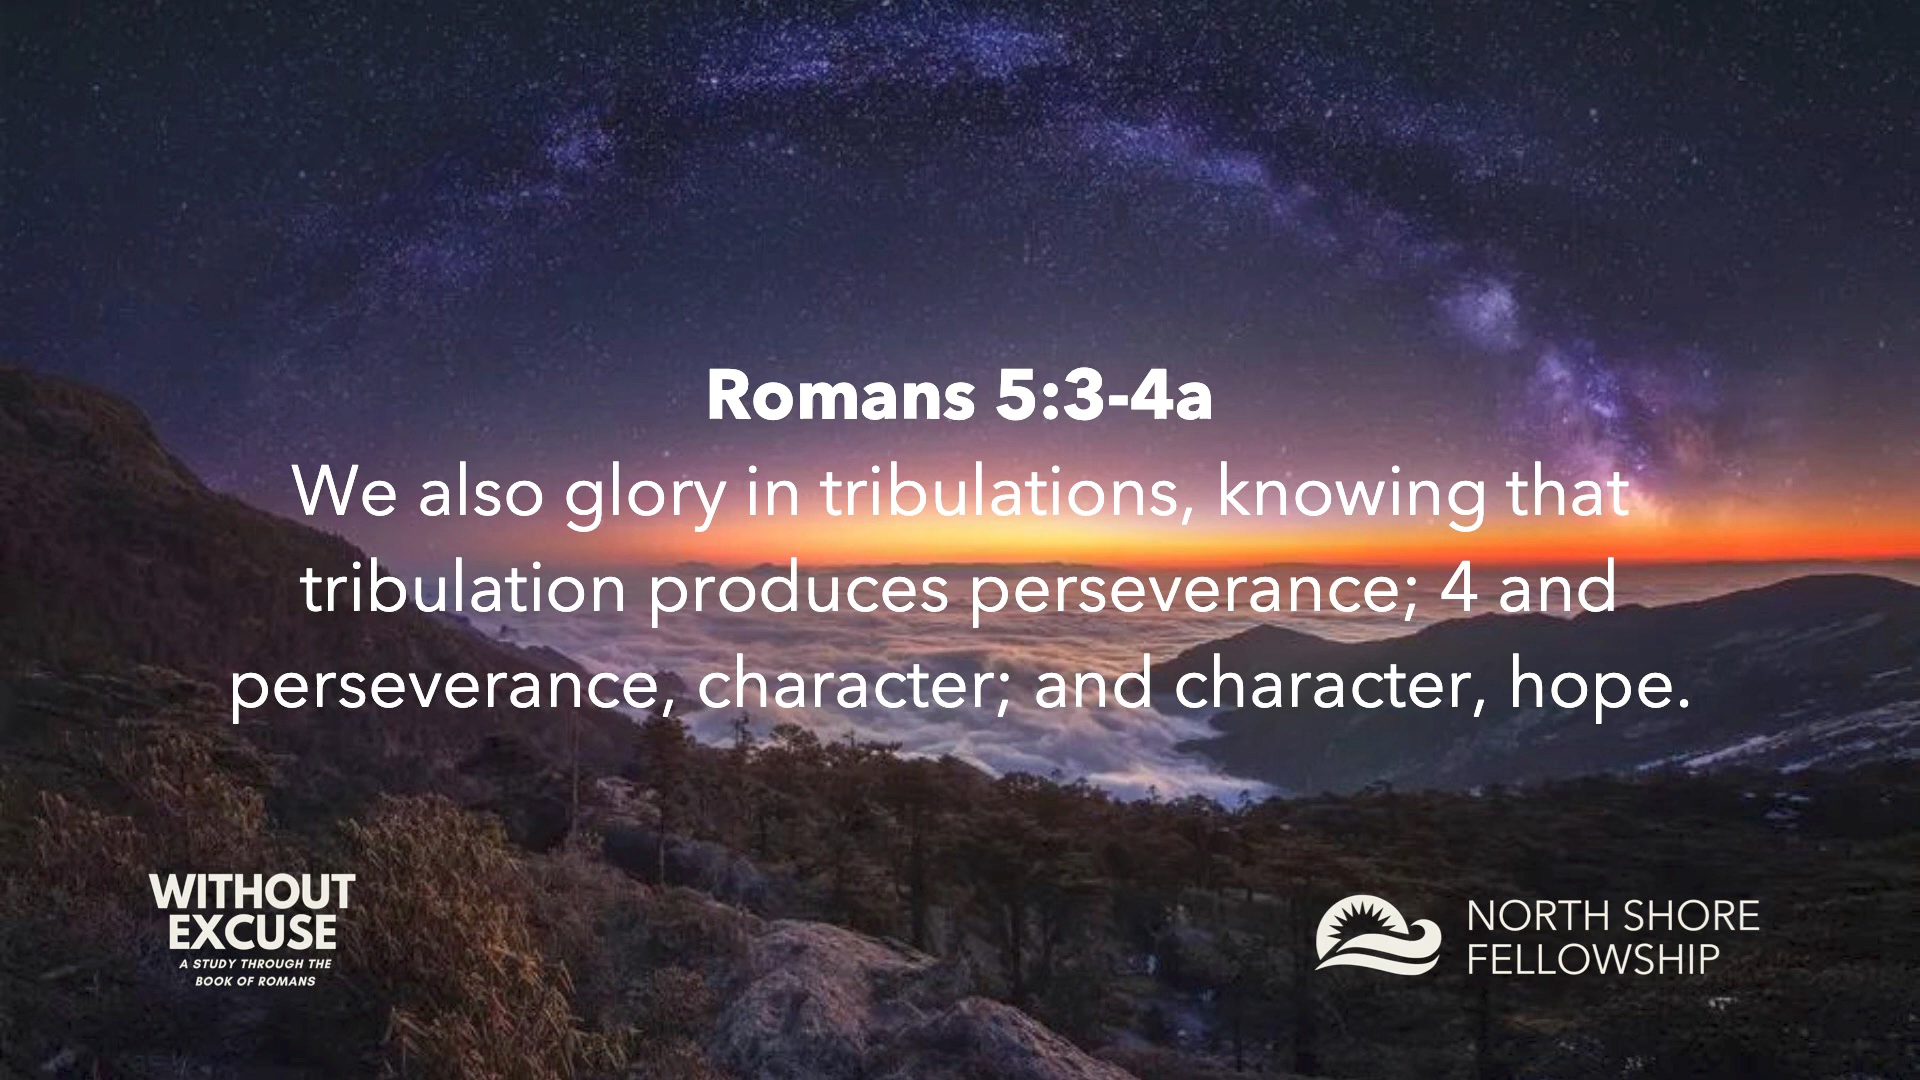 Romans 5:3-4a
We also glory in tribulations, knowing that
tribulation produces perseverance; 4 and
perseverance, character; and character, hope.
WITHOUT
EXCUSE
A STUDY THROUGH THE
BOOK OF ROMANS
NORTH SHORE
FELLOWSHIP